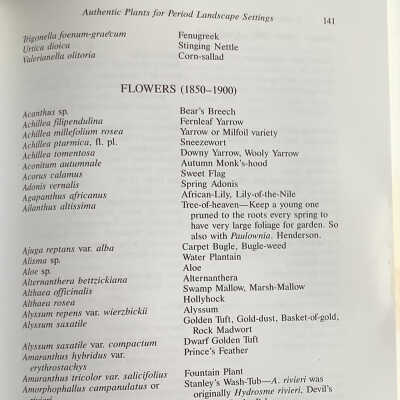 Authentic Plants for Period Landscape Settings 141
Trigonella foenum-graecum Fenugreek
Urtica dioica Stinging Nettle
Valerianella olitoria Corn-salad
FLOWERS (1850–1900)
Acanthus sp. Bear's Breech
Achillea filipendulina Fernleaf Yarrow
Achillea millefolium rosea Yarrow or Milfoil variety
Achillea ptarmica, fl. pl. Sneezewort
Achillea tomentosa Downy Yarrow, Wooly Yarrow
Aconitum autumnale Autumn Monk's-hood
Acorus calamus Sweet Flag
Adonis vernalis Spring Adonis
Agapanthus africanus African-Lily, Lily-of-the-Nile
Ailanthus altissima Tree-of-heaven—Keep a young one
pruned to the roots every spring to
have very large foliage for garden. So
also with Paulownia. Henderson.
Ajuga reptans var. alba Carpet Bugle, Bugle-weed
Alisma sp. Water Plantain
Aloe sp. Aloe
Alternanthera bettzickiana Alternanthera
Althaea officinalis Swamp Mallow, Marsh-Mallow
Althaea rosea Hollyhock
Alyssum repens var. wierzbickii Alyssum
Alyssum saxatile Golden Tuft, Gold-dust, Basket-of-gold,
Rock Madwort
Alyssum saxatile var. compactum Dwarf Golden Tuft
Amaranthus hybridus var. Prince's Feather
erythrostachys
Amaranthus tricolor var. salicifolius Fountain Plant
Amorphophallus campanulatus or Stanley's Wash-Tub—A. rivieri was
rivieri originally Hydrosme rivieri, Devil's